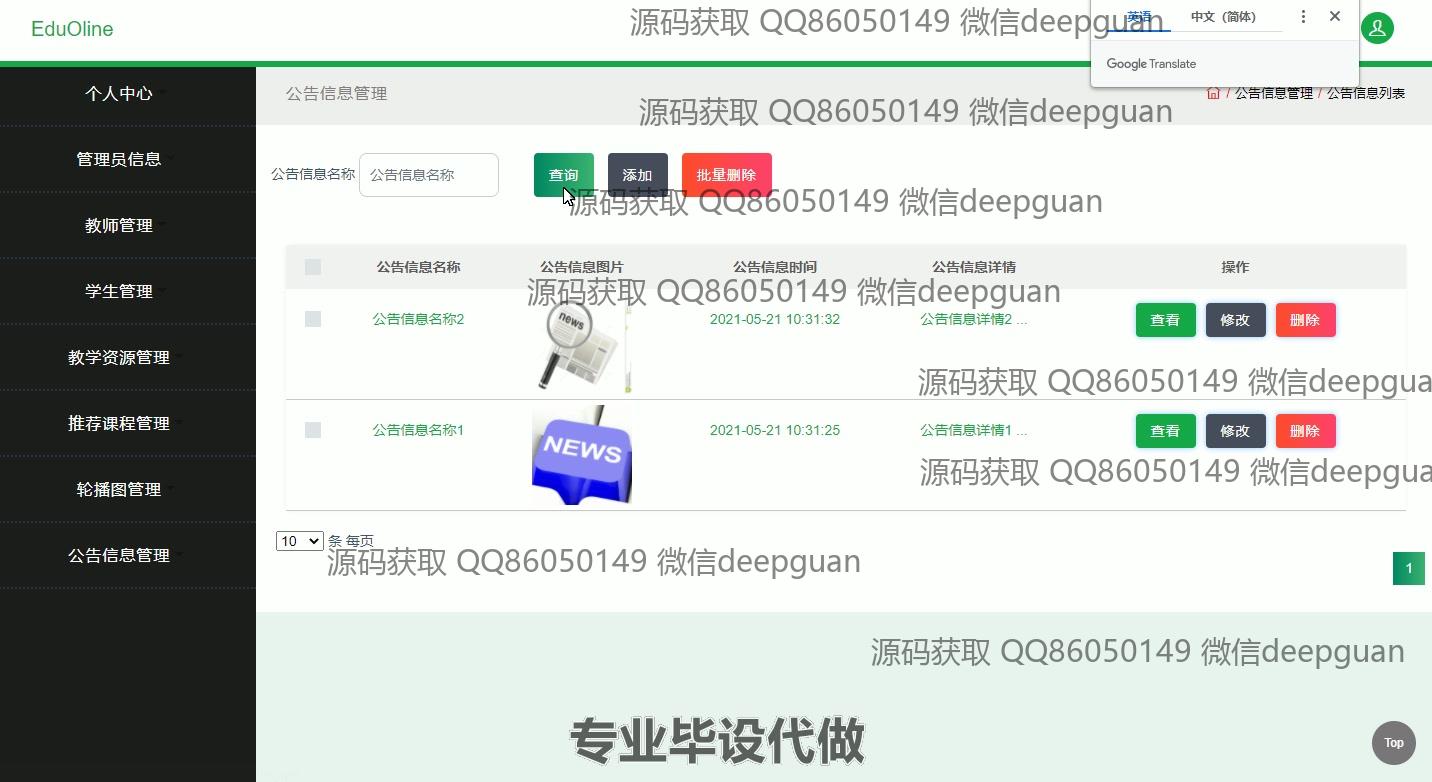 EduOline
源码获取 QQ86050149 微信deepguan
英语
中文（简体）
Google Translate
个人中心
管理员信息
教师管理
学生管理
教学资源管理
推荐课程管理
轮播图管理
公告信息管理
公告信息管理
/ 公告信息管理 / 公告信息列表
源码获取 QQ86050149 微信deepguan
公告信息名称 公告信息名称 查询 添加 批量删除
源码获取 QQ86050149 微信deepguan
公告信息名称 公告信息图片 公告信息时间 公告信息详情 操作
源码获取 QQ86050149 微信deepguan
公告信息名称2 news 2021-05-21 10:31:32 公告信息详情2 ... 查看 修改 删除
源码获取 QQ86050149 微信deepgua
公告信息名称1 NEWS 2021-05-21 10:31:25 公告信息详情1 ... 查看 修改 删除
源码获取 QQ86050149 微信deepgua
10 条 每页
源码获取 QQ86050149 微信deepguan
1
源码获取 QQ86050149 微信deepguan
专业毕设代做
Top